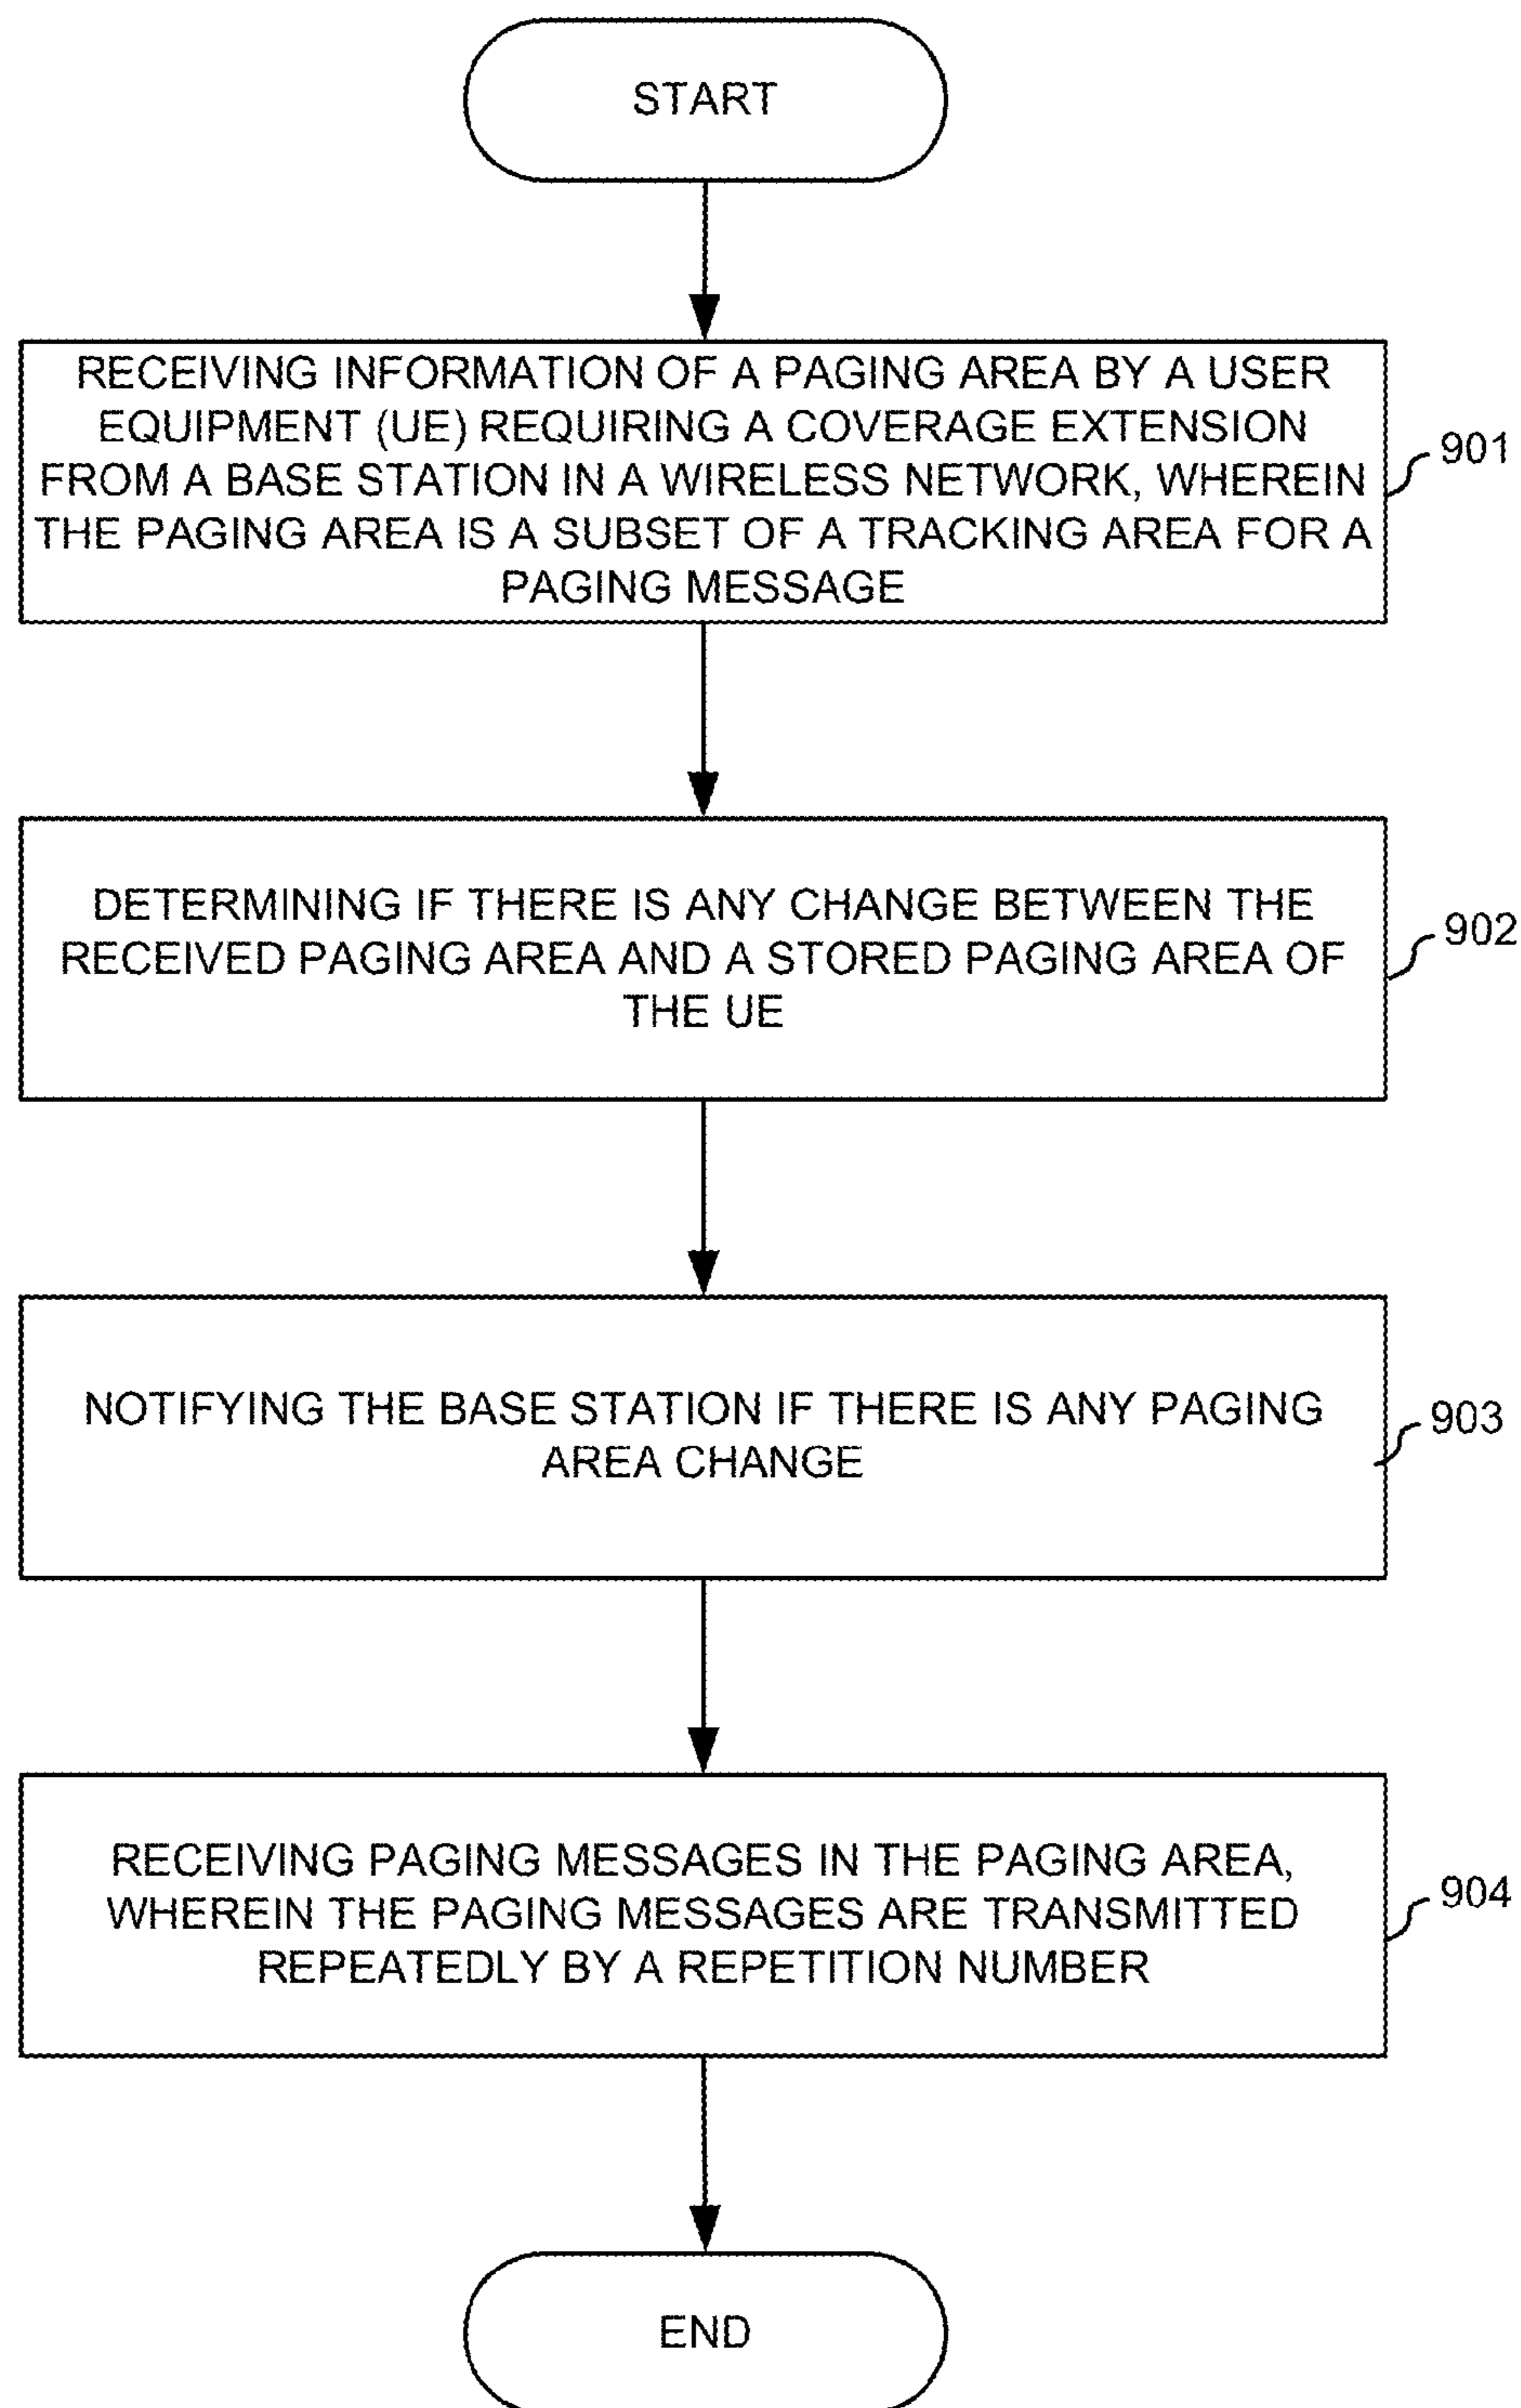 START
RECEIVING INFORMATION OF A PAGING AREA BY A USER
EQUIPMENT (UE) REQUIRING A COVERAGE EXTENSION
FROM A BASE STATION IN A WIRELESS NETWORK, WHEREIN
THE PAGING AREA IS A SUBSET OF A TRACKING AREA FOR A
PAGING MESSAGE
901
DETERMINING IF THERE IS ANY CHANGE BETWEEN THE
RECEIVED PAGING AREA AND A STORED PAGING AREA OF
THE UE
902
NOTIFYING THE BASE STATION IF THERE IS ANY PAGING
AREA CHANGE
903
RECEIVING PAGING MESSAGES IN THE PAGING AREA,
WHEREIN THE PAGING MESSAGES ARE TRANSMITTED
REPEATEDLY BY A REPETITION NUMBER
904
END